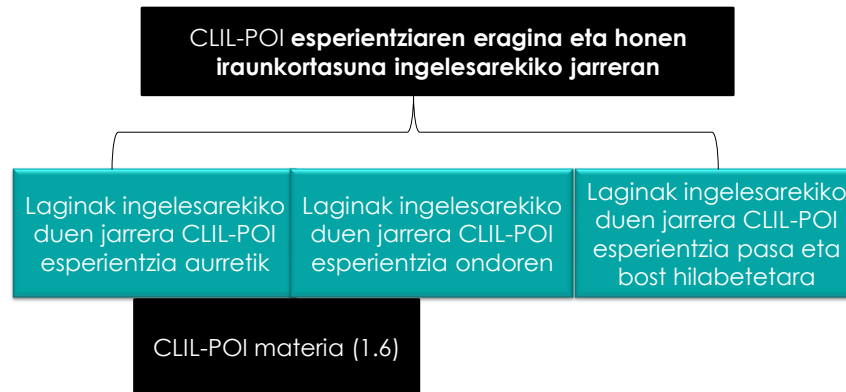 CLIL-POI esperientziaren eragina eta honen
iraunkortasuna ingelesarekiko jarreran
Laginak ingelesarekiko
duen jarrera CLIL-POI
esperientzia aurretik
Laginak ingelesarekiko
duen jarrera CLIL-POI
esperientzia ondoren
Laginak ingelesarekiko
duen jarrera CLIL-POI
esperientzia pasa eta
bost hilabetetara
CLIL-POI materia (1.6)